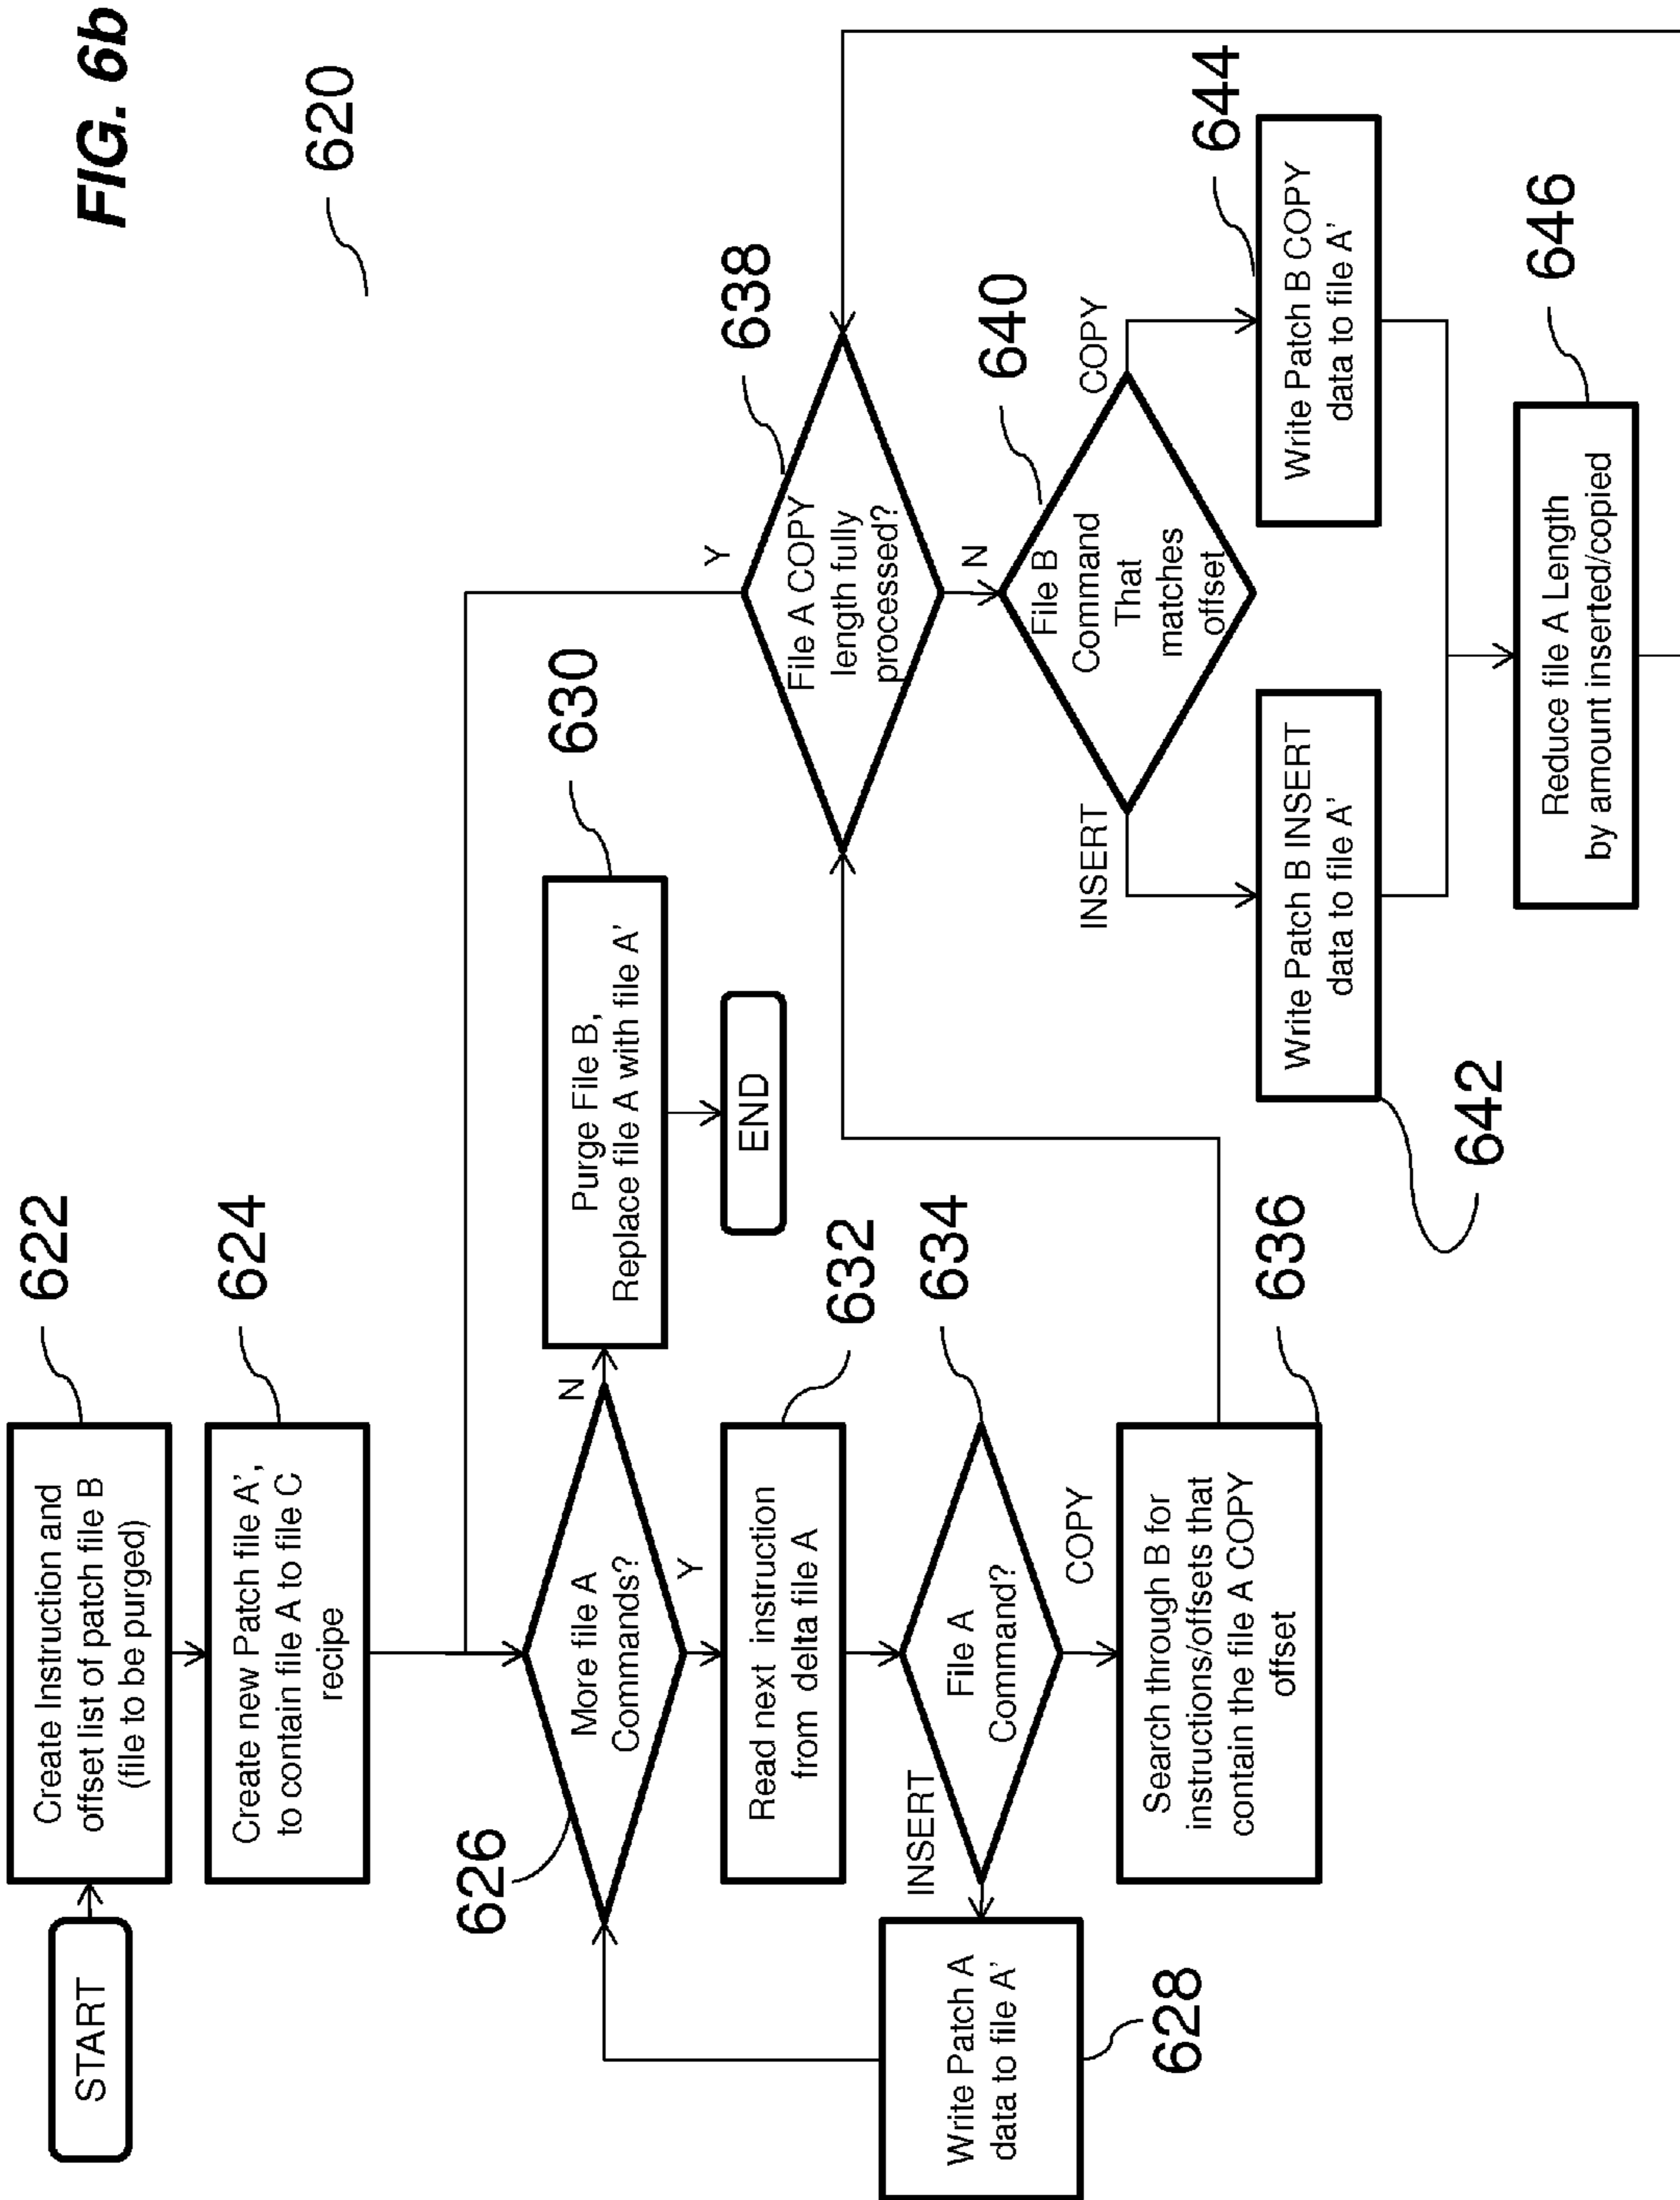 FIG. 6b
620
START
Create Instruction and
offset list of patch file B
(file to be purged)
622
Create new Patch file A’,
to contain file A to file C
recipe
624
More file A
Commands?
626
N
Y
Purge File B,
Replace file A with file A’
630
END
Read next instruction
from delta file A
632
File A
Command?
634
INSERT
COPY
Write Patch A
data to file A’
628
Search through B for
instructions/offsets that
contain the file A COPY
offset
636
File A COPY
length fully
processed?
638
Y
N
File B
Command
That
matches
offset
640
INSERT
COPY
Write Patch B INSERT
data to file A’
642
Write Patch B COPY
data to file A’
644
Reduce file A Length
by amount inserted/copied
646